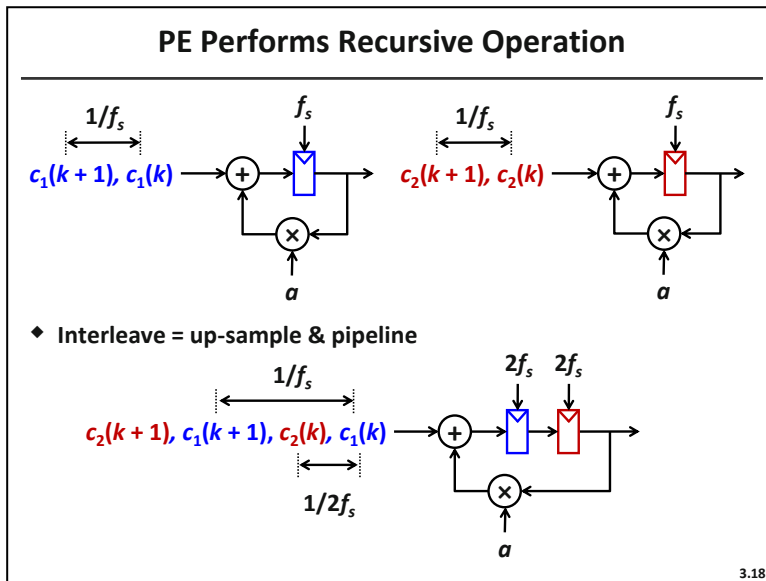 PE Performs Recursive Operation
1/fₛ
fₛ
c₁(k + 1), c₁(k)
+
×
a
1/fₛ
fₛ
c₂(k + 1), c₂(k)
+
×
a
◆ Interleave = up-sample & pipeline
1/fₛ
2fₛ 2fₛ
c₂(k + 1), c₁(k + 1), c₂(k), c₁(k)
+
1/2fₛ
×
a
3.18